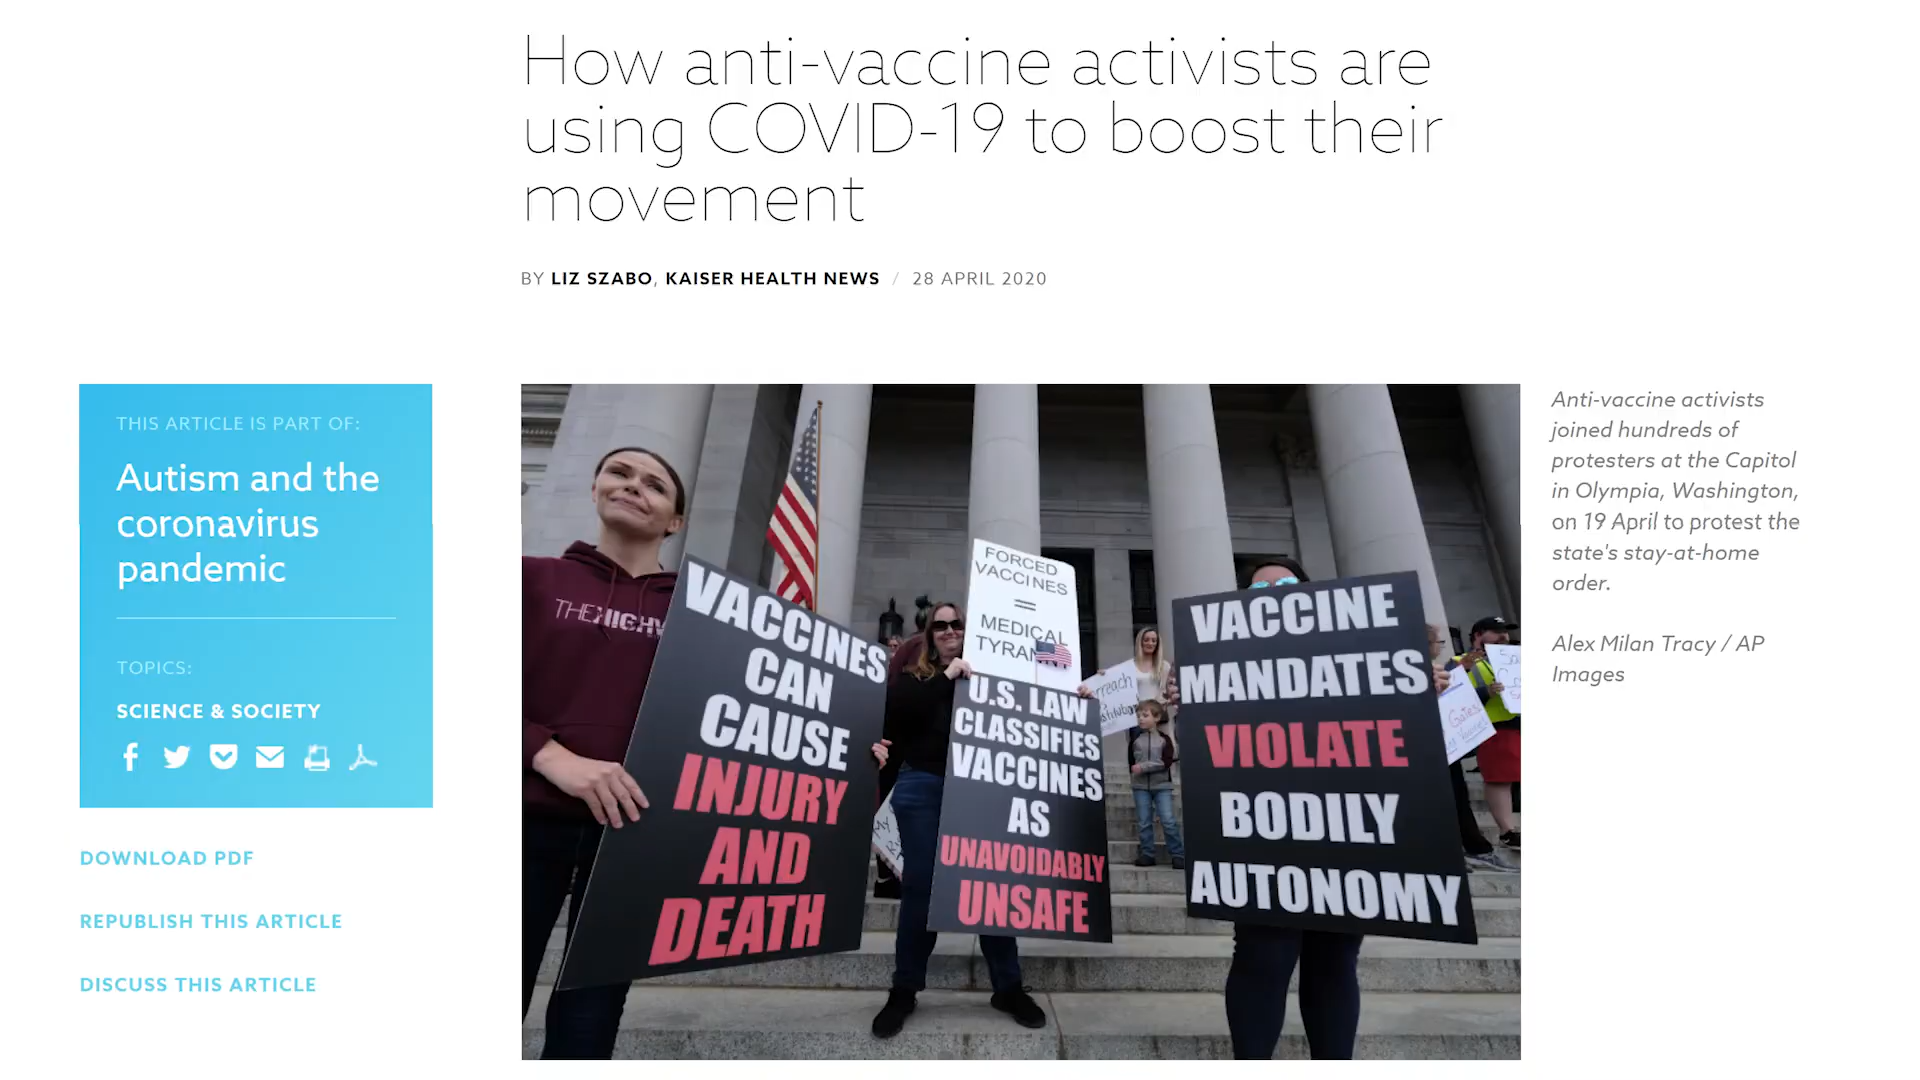 How anti-vaccine activists are
using COVID-19 to boost their
movement
BY LIZ SZABO, KAISER HEALTH NEWS / 28 APRIL 2020
THIS ARTICLE IS PART OF:
Autism and the
coronavirus
pandemic
TOPICS:
SCIENCE & SOCIETY
DOWNLOAD PDF
REPUBLISH THIS ARTICLE
DISCUSS THIS ARTICLE
VACCINES
CAN
CAUSE
INJURY
AND
DEATH
FORCED
VACCINES
=
MEDICAL
U.S. LAW
CLASSIFIES
VACCINES
AS
UNAVOIDABLY
UNSAFE
VACCINE
MANDATES
VIOLATE
BODILY
AUTONOMY
Gates
Anti-vaccine activists
joined hundreds of
protesters at the Capitol
in Olympia, Washington,
on 19 April to protest the
state's stay-at-home
order.
Alex Milan Tracy / AP
Images